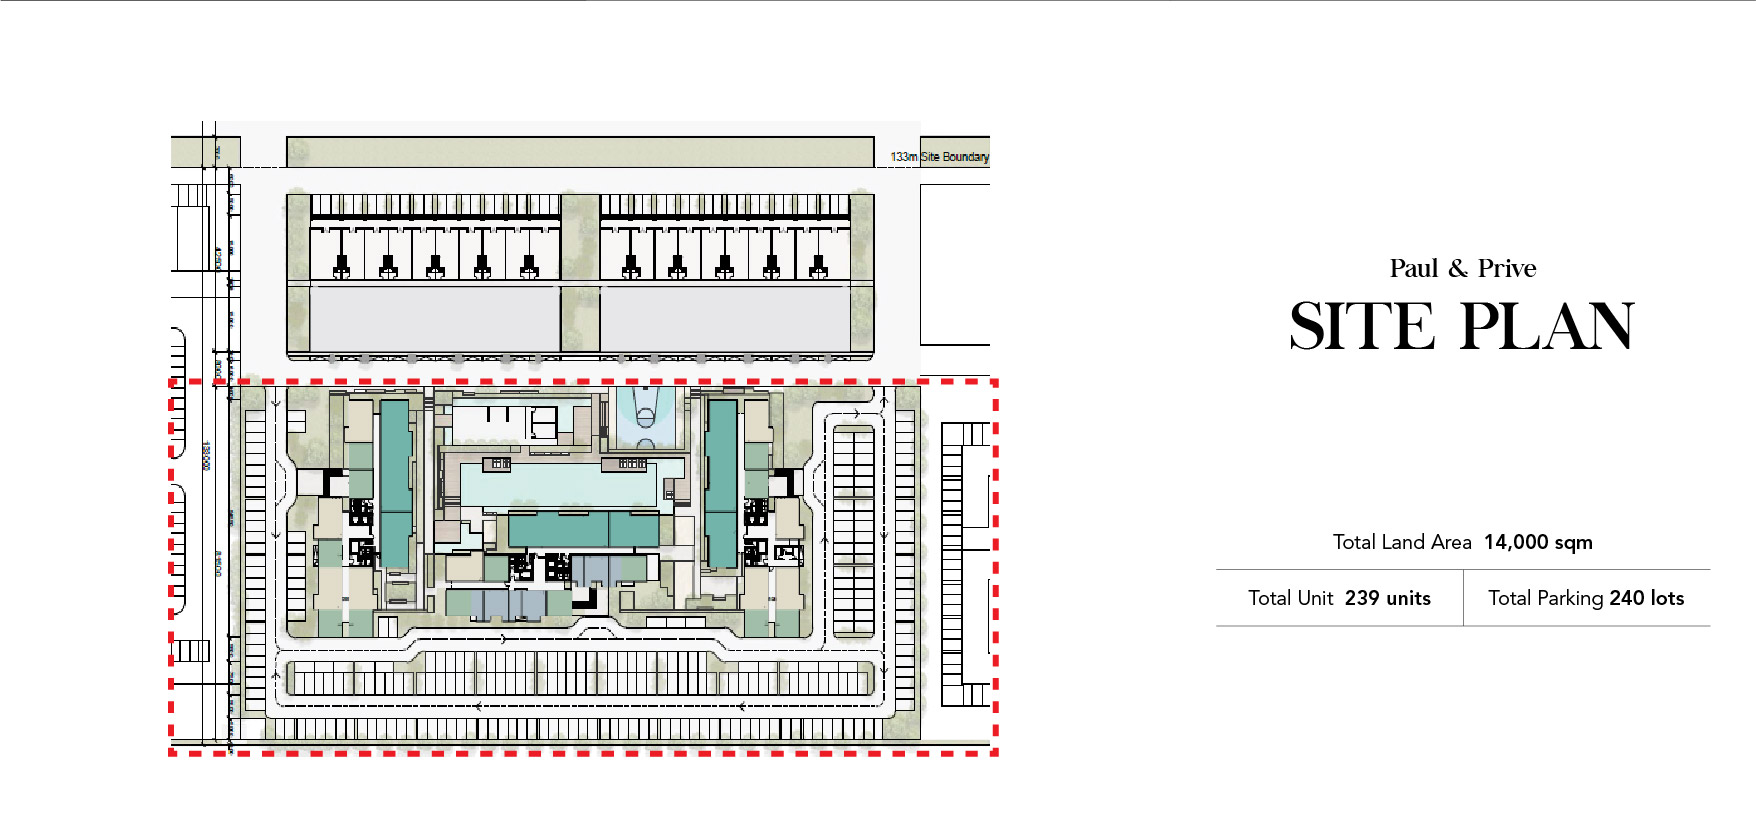 133m Site Boundary
Paul & Prive
SITE PLAN
Total Land Area 14,000 sqm
Total Unit 239 units
Total Parking 240 lots